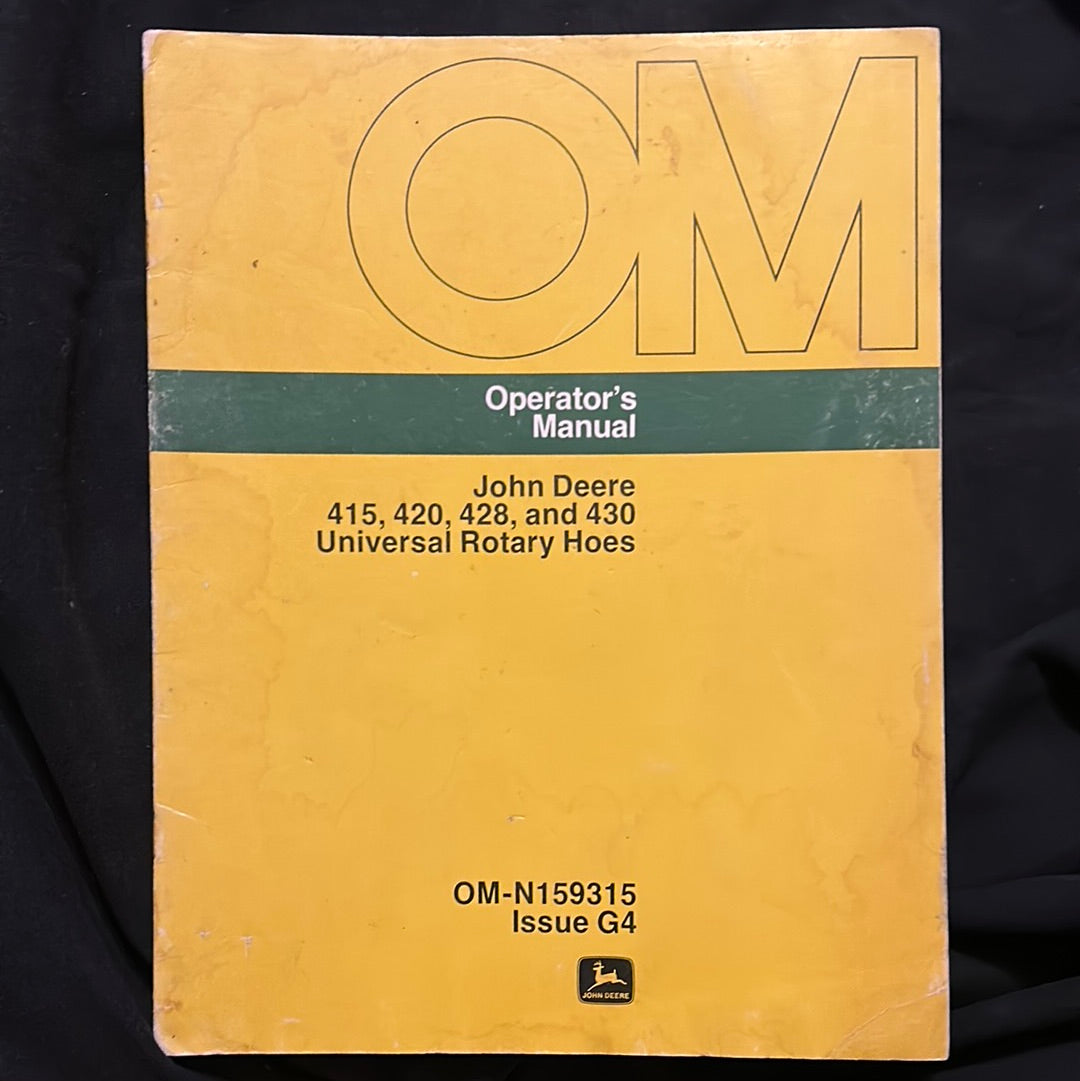 OM
Operator's
Manual
John Deere
415, 420, 428, and 430
Universal Rotary Hoes
OM-N159315
Issue G4
JOHN DEERE